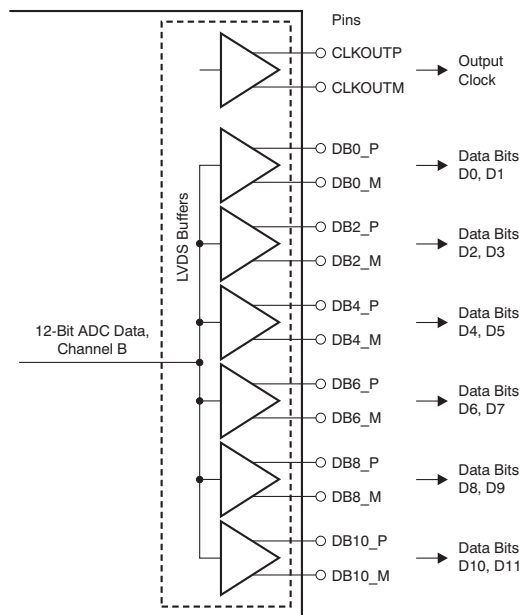 Pins
CLKOUTP
CLKOUTM
Output
Clock
DB0_P
DB0_M
Data Bits
D0, D1
LVDS Buffers
DB2_P
DB2_M
Data Bits
D2, D3
DB4_P
DB4_M
Data Bits
D4, D5
12-Bit ADC Data,
Channel B
DB6_P
DB6_M
Data Bits
D6, D7
DB8_P
DB8_M
Data Bits
D8, D9
DB10_P
DB10_M
Data Bits
D10, D11